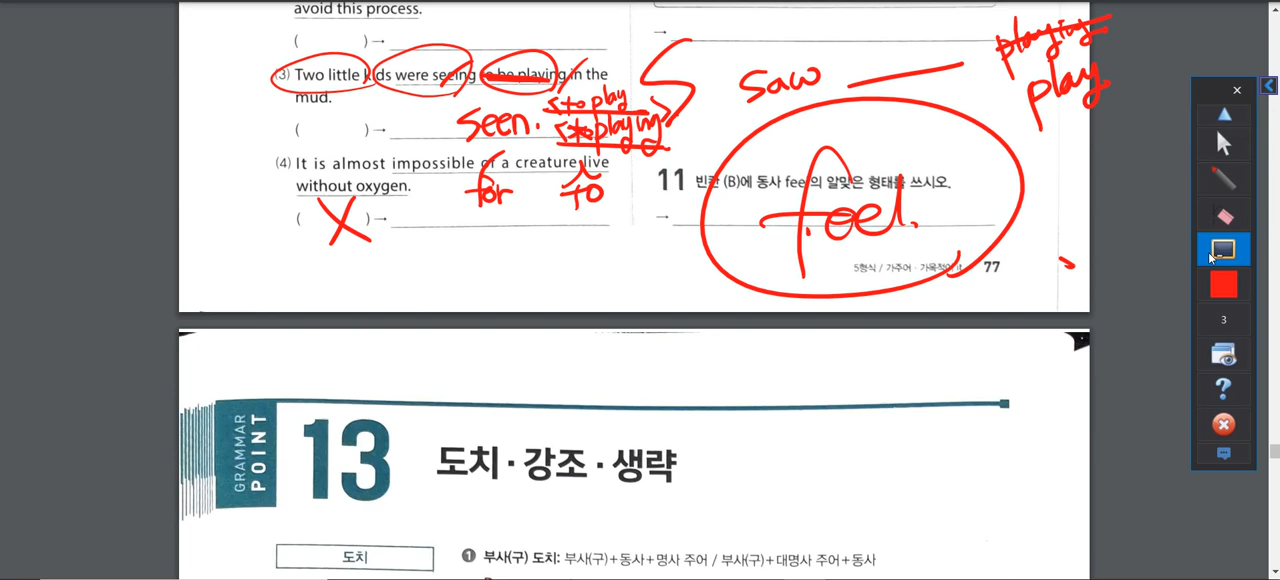 avoid this process.
( ) →
(3) Two little kids were seeing to be playing in the
mud.
( ) →
seen. to play
playing
(4) It is almost impossible of a creature live
without oxygen.
for to
( X ) →
→
saw
playing
play
11 빈칸 (B)에 동사 feel의 알맞은 형태를 쓰시오.
→
feel.
5형식 / 가주어·가목적어 it 77
GRAMMAR
POINT
13
도치·강조·생략
도치
① 부사(구) 도치: 부사(구)+동사+명사 주어 / 부사(구)+대명사 주어+동사
3
?